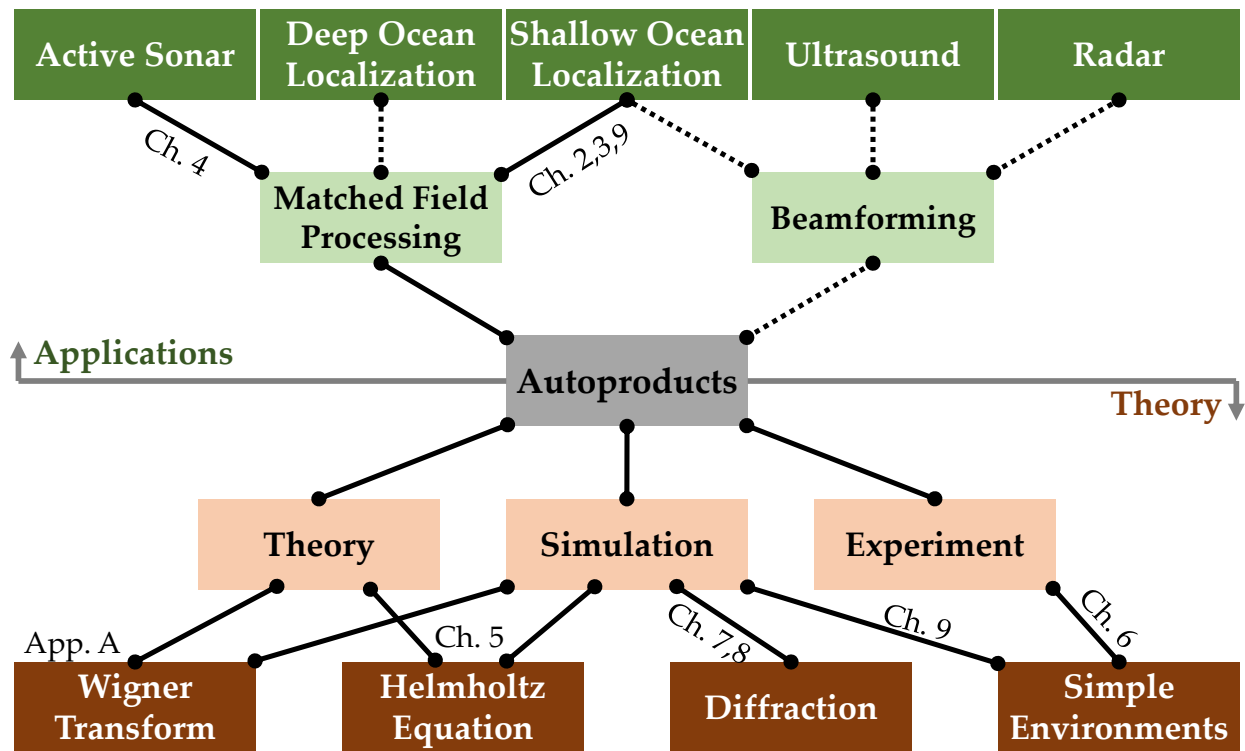 Active Sonar
Deep Ocean
Localization
Shallow Ocean
Localization
Ultrasound
Radar
Ch. 4
Ch. 2,3,9
Matched Field
Processing
Beamforming
Applications
Autoproducts
Theory
Theory
Simulation
Experiment
App. A
Ch. 5
Ch. 7,8
Ch. 9
Ch. 6
Wigner
Transform
Helmholtz
Equation
Diffraction
Simple
Environments